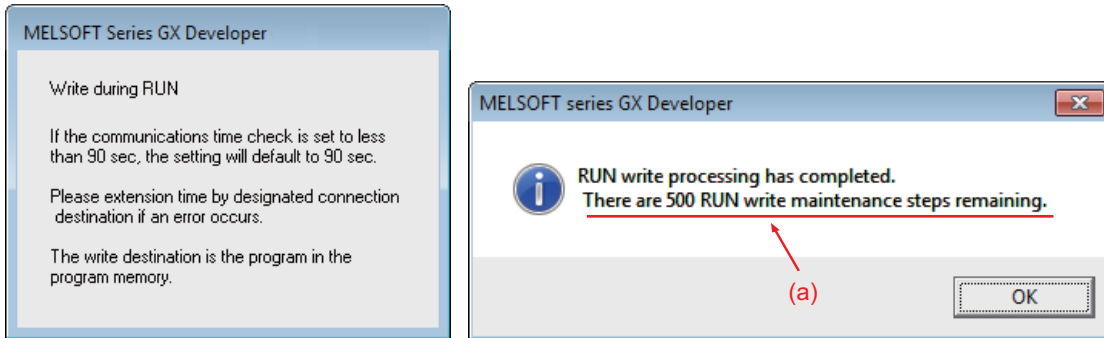 MELSOFT Series GX Developer
Write during RUN
If the communications time check is set to less
than 90 sec, the setting will default to 90 sec.
Please extension time by designated connection
destination if an error occurs.
The write destination is the program in the
program memory.
MELSOFT series GX Developer
RUN write processing has completed.
There are 500 RUN write maintenance steps remaining.
(a)
OK